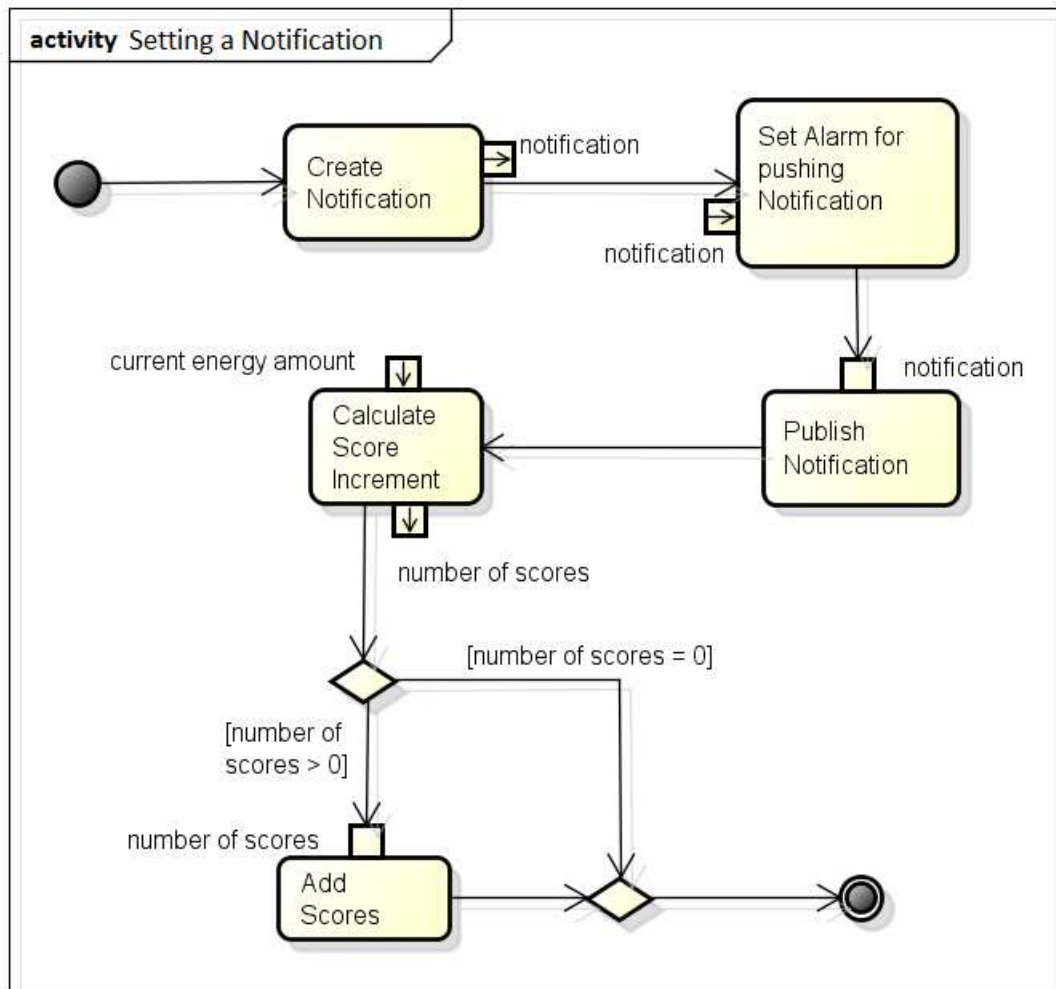 activity Setting a Notification
notification
Create
Notification
Set Alarm for
pushing
Notification
notification
notification
current energy amount
Calculate
Score
Increment
Publish
Notification
number of scores
[number of scores = 0]
[number of
scores > 0]
number of scores
Add
Scores